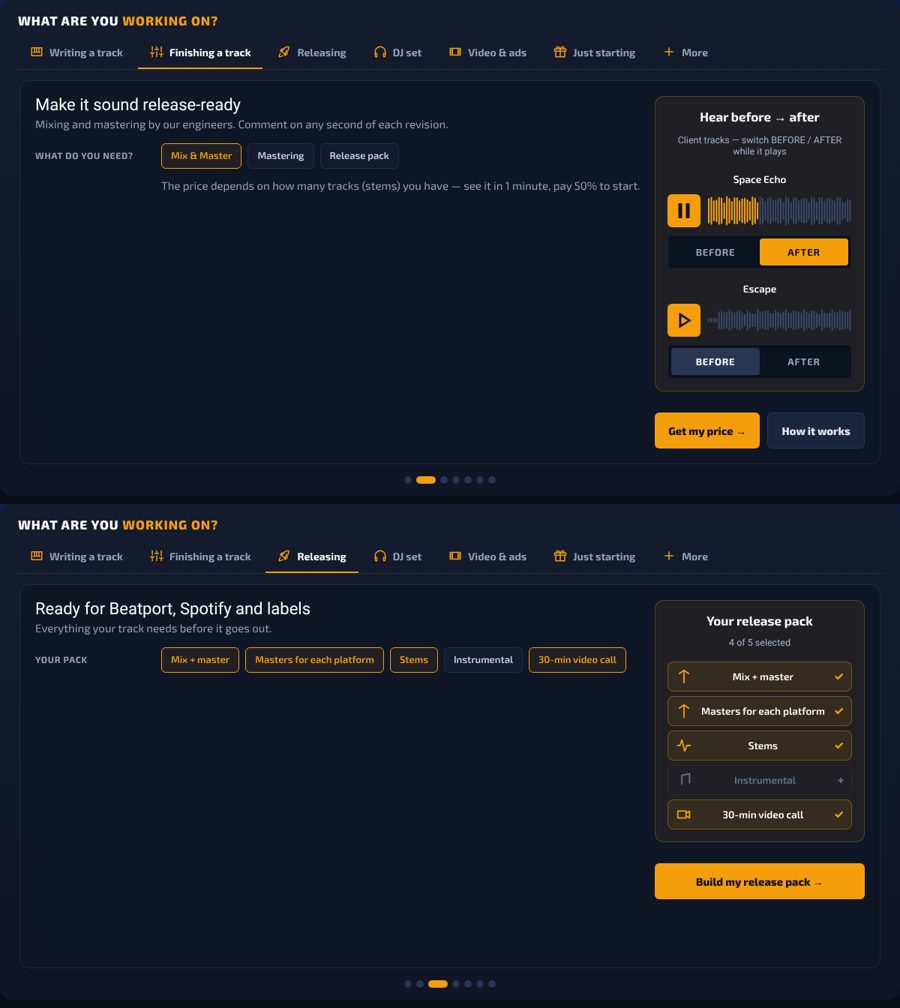 WHAT ARE YOU WORKING ON?
Writing a track
Finishing a track
Releasing
DJ set
Video & ads
Just starting
+ More
Make it sound release-ready
Mixing and mastering by our engineers. Comment on any second of each revision.
WHAT DO YOU NEED?
Mix & Master
Mastering
Release pack
The price depends on how many tracks (stems) you have — see it in 1 minute, pay 50% to start.
Hear before → after
Client tracks — switch BEFORE / AFTER
while it plays
Space Echo
BEFORE
AFTER
Escape
BEFORE
AFTER
Get my price →
How it works
WHAT ARE YOU WORKING ON?
Writing a track
Finishing a track
Releasing
DJ set
Video & ads
Just starting
+ More
Ready for Beatport, Spotify and labels
Everything your track needs before it goes out.
YOUR PACK
Mix + master
Masters for each platform
Stems
Instrumental
30-min video call
Your release pack
4 of 5 selected
Mix + master
Masters for each platform
Stems
Instrumental +
30-min video call
Build my release pack →